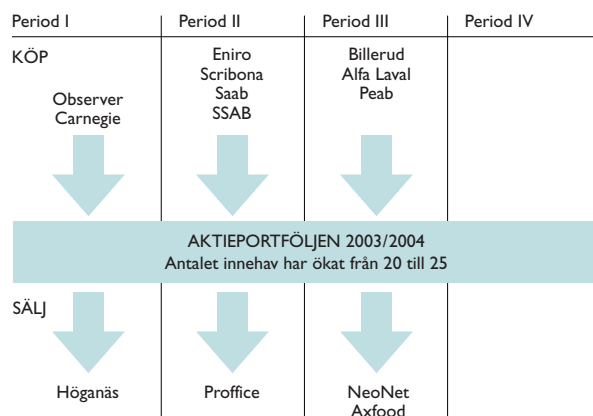 Period I
Period II
Period III
Period IV
KÖP
Observer
Carnegie
Eniro
Scribona
Saab
SSAB
Billerud
Alfa Laval
Peab
AKTIEPORTFÖLJEN 2003/2004
Antalet innehav har ökat från 20 till 25
SÄLJ
Höganäs
Proffice
NeoNet
Axfood